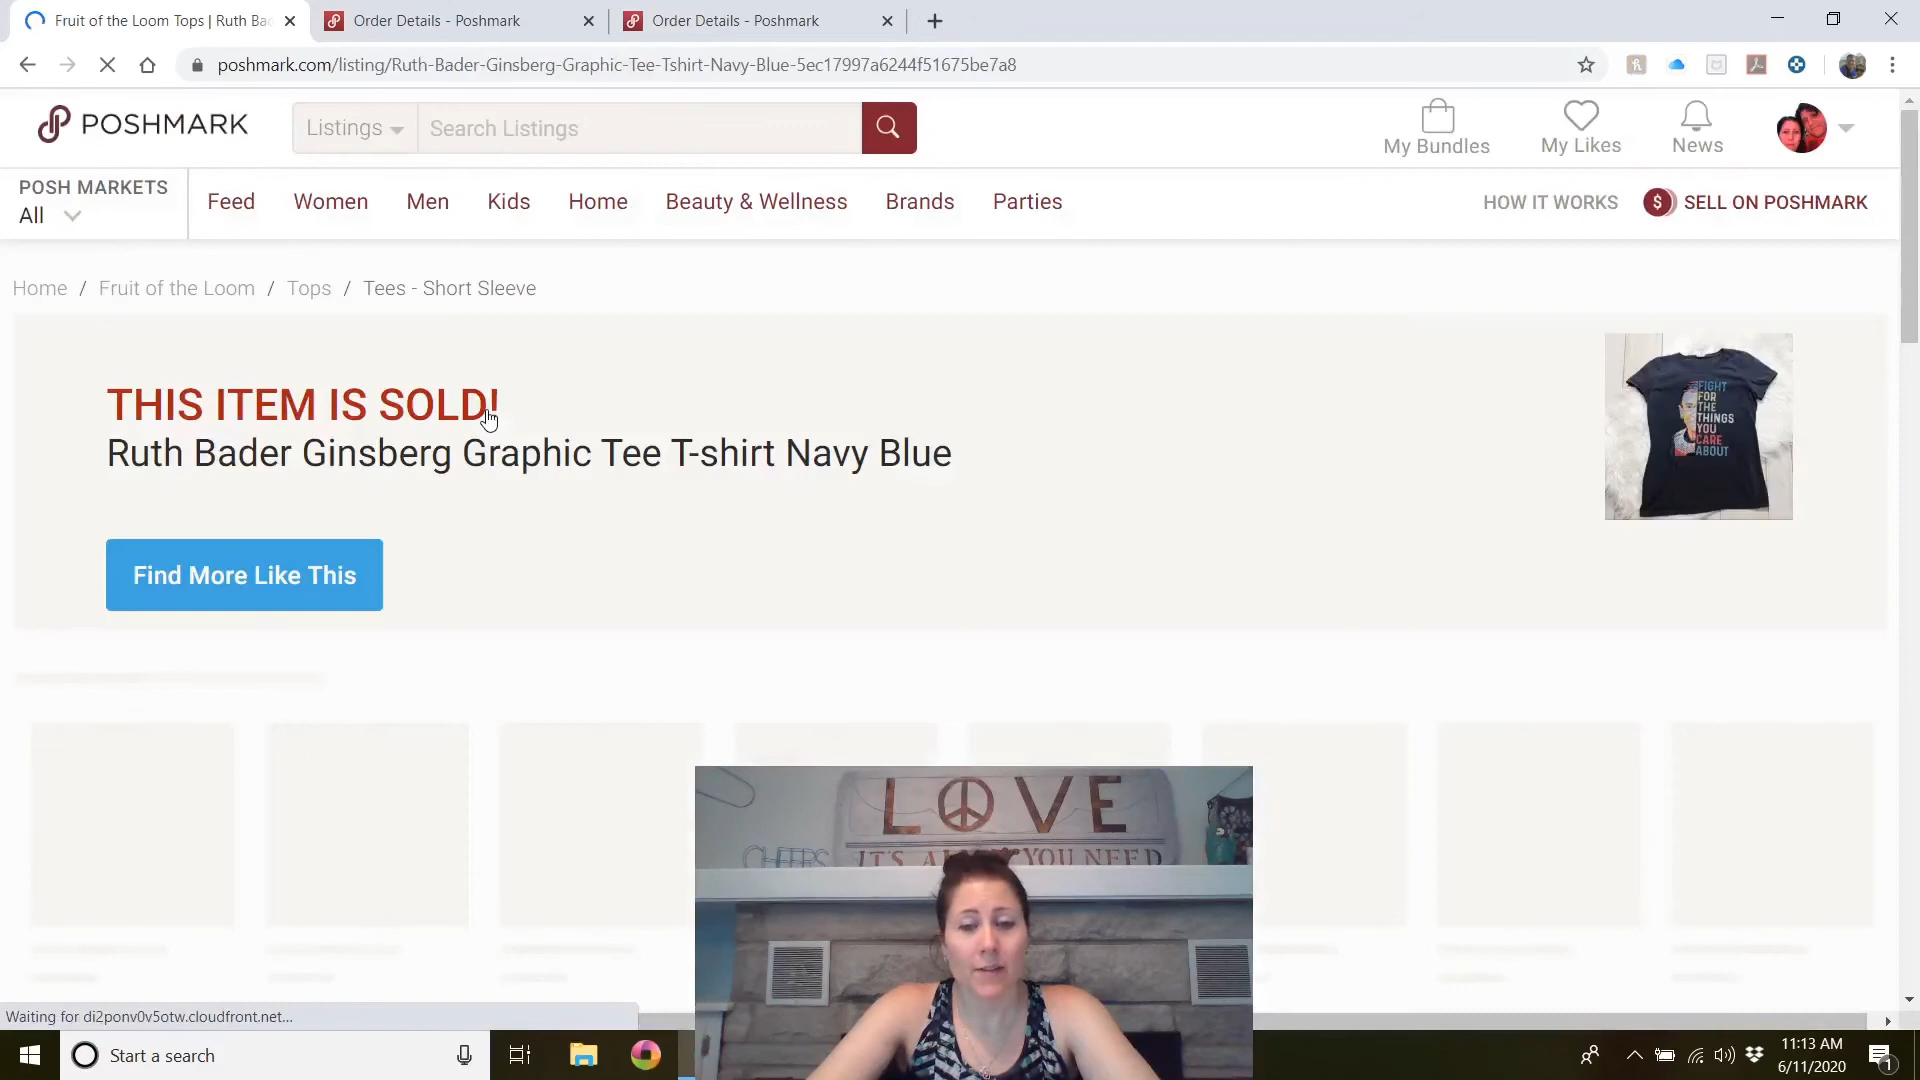 Fruit of the Loom Tops | Ruth Ba
Order Details - Poshmark
Order Details - Poshmark
poshmark.com/listing/Ruth-Bader-Ginsberg-Graphic-Tee-Tshirt-Navy-Blue-5ec17997a6244f51675be7a8
POSHMARK
Listings
Search Listings
My Bundles
My Likes
News
POSH MARKETS
All
Feed
Women
Men
Kids
Home
Beauty & Wellness
Brands
Parties
HOW IT WORKS
$ SELL ON POSHMARK
Home / Fruit of the Loom / Tops / Tees - Short Sleeve
THIS ITEM IS SOLD!
Ruth Bader Ginsberg Graphic Tee T-shirt Navy Blue
FIGHT
FOR
THE
THINGS
YOU
CARE
ABOUT
Find More Like This
LOVE
CHEERS
YOU NEED
Waiting for di2ponv0v5otw.cloudfront.net...
Start a search
11:13 AM
6/11/2020
1